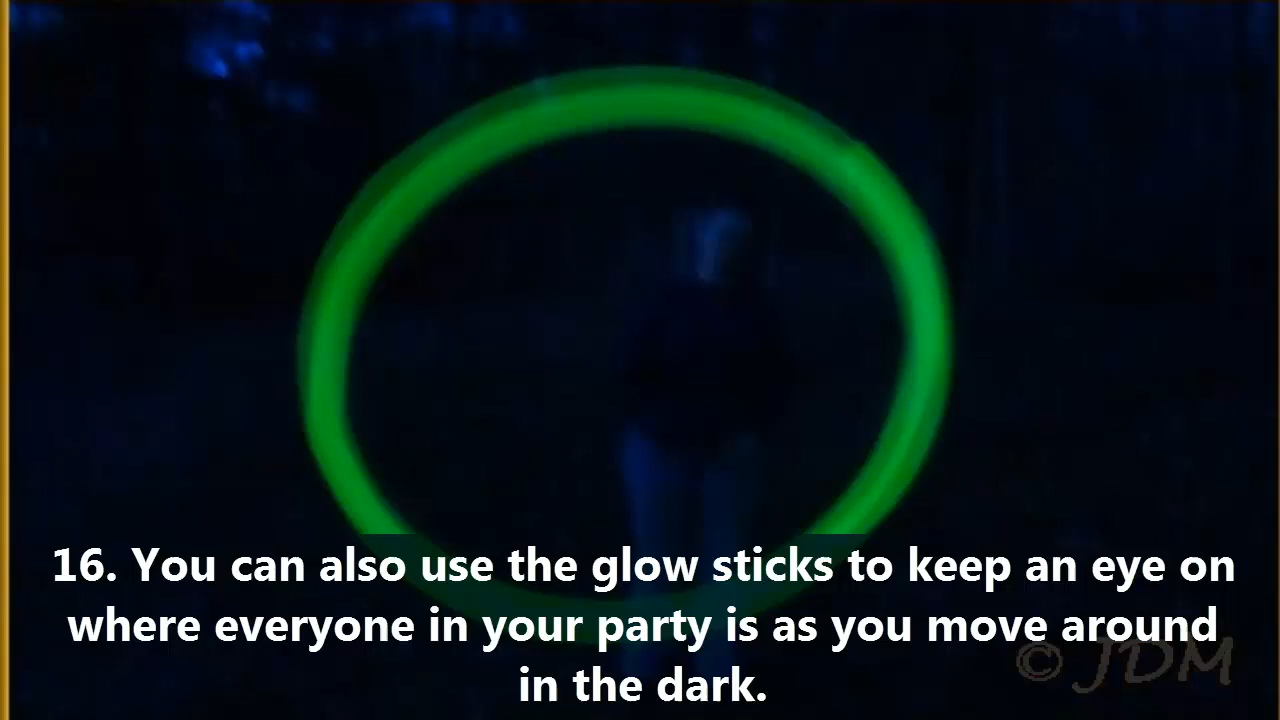 16. You can also use the glow sticks to keep an eye on
where everyone in your party is as you move around
in the dark.
© JDM